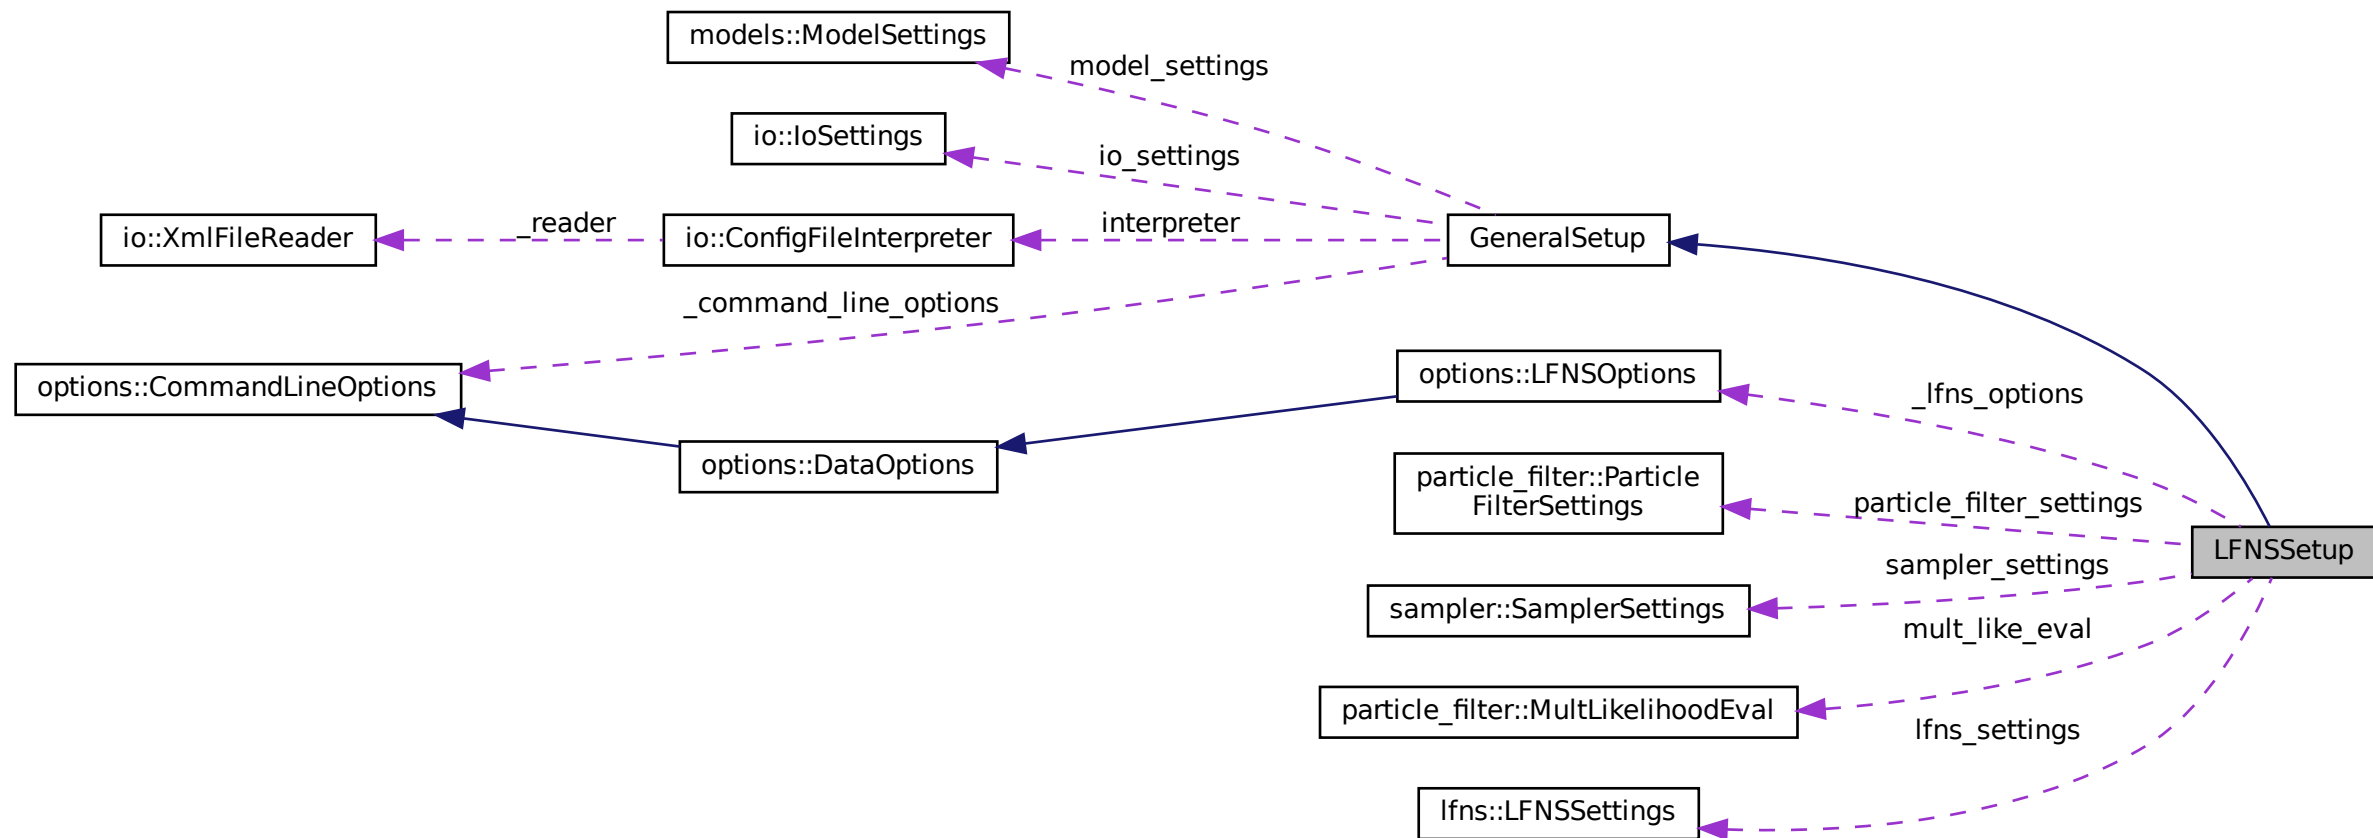 models::ModelSettings
model_settings
io::IoSettings
io_settings
io::XmlFileReader
_reader
io::ConfigFileInterpreter
interpreter
GeneralSetup
_command_line_options
options::CommandLineOptions
options::LFNSOptions
_lfns_options
options::DataOptions
particle_filter::Particle
FilterSettings
particle_filter_settings
LFNSSetup
sampler_settings
sampler::SamplerSettings
mult_like_eval
particle_filter::MultLikelihoodEval
lfns_settings
lfns::LFNSSettings